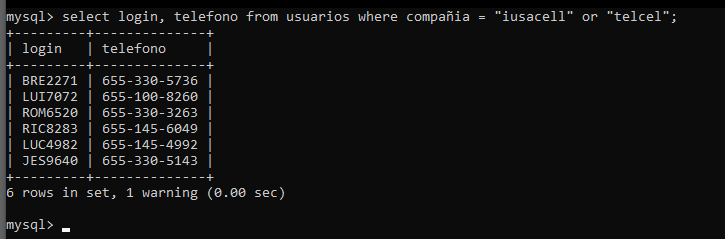 mysql> select login, telefono from usuarios where compañia = "iusacell" or "telcel";
+---------+--------------+
| login   | telefono     |
+---------+--------------+
| BRE2271 | 655-330-5736 |
| LUI7072 | 655-100-8260 |
| ROM6520 | 655-330-3263 |
| RIC8283 | 655-145-6049 |
| LUC4982 | 655-145-4992 |
| JES9640 | 655-330-5143 |
+---------+--------------+
6 rows in set, 1 warning (0.00 sec)
mysql> _